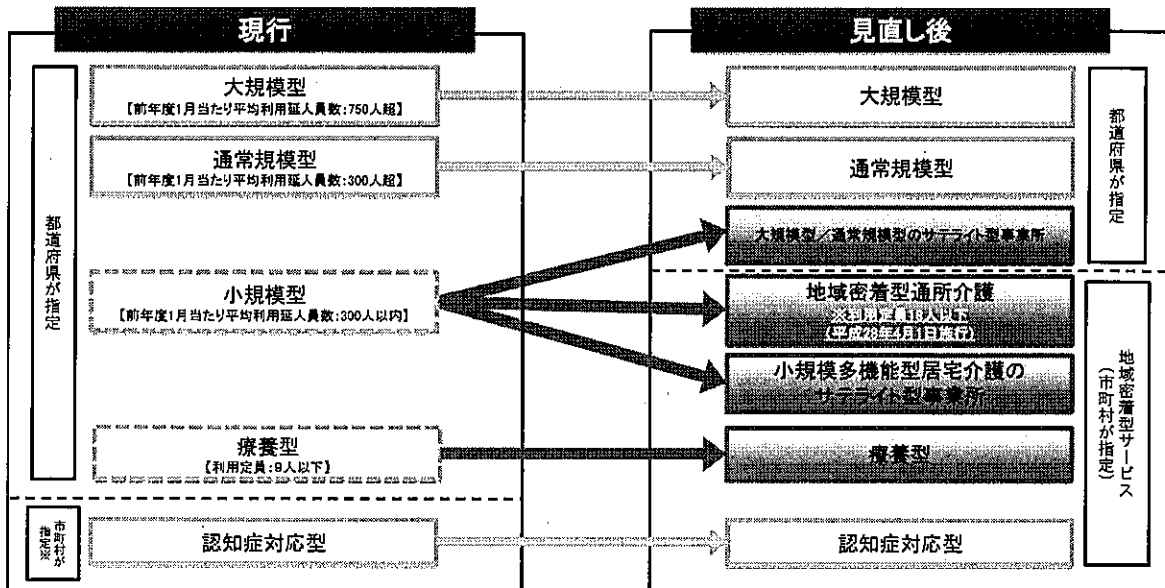 現行
都道府県が指定
大規模型
【前年度1月当たり平均利用延人員数:750人超】
通常規模型
【前年度1月当たり平均利用延人員数:300人超】
小規模型
【前年度1月当たり平均利用延人員数:300人以内】
療養型
【利用定員:9人以下】
市町村が
指定※
認知症対応型
見直し後
大規模型
通常規模型
大規模型/通常規模型のサテライト型事業所
都道府県が指定
地域密着型通所介護
※利用定員18人以下
(平成28年4月1日施行)
小規模多機能型居宅介護の
サテライト型事業所
療養型
認知症対応型
地域密着型サービス
(市町村が指定)